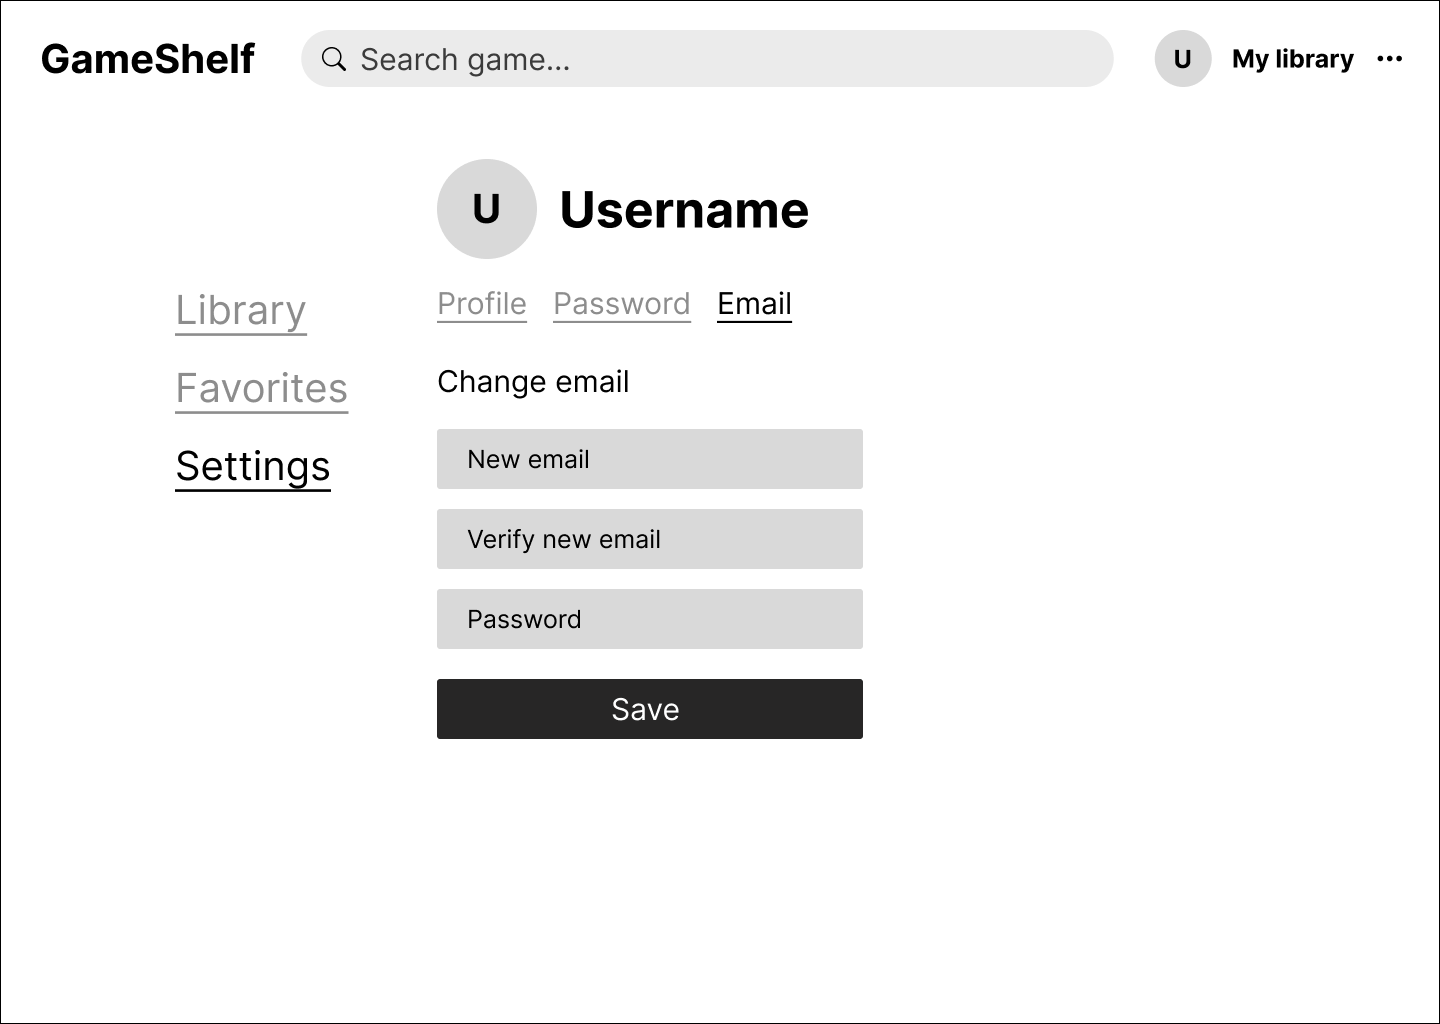 GameShelf
Search game...
U
My library
U
Username
Library
Favorites
Settings
Profile Password Email
Change email
New email
Verify new email
Password
Save